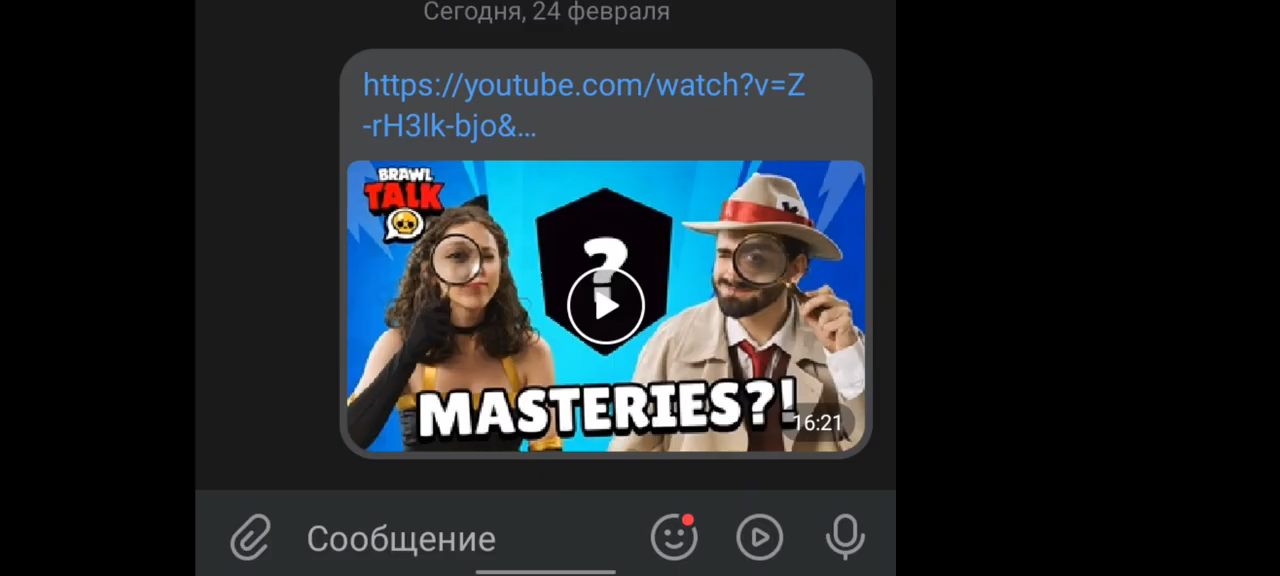 Сегодня, 24 февраля
https://youtube.com/watch?v=Z
-rH3lk-bjo&...
BRAWL
TALK
?
MASTERIES?!
16:21
Сообщение